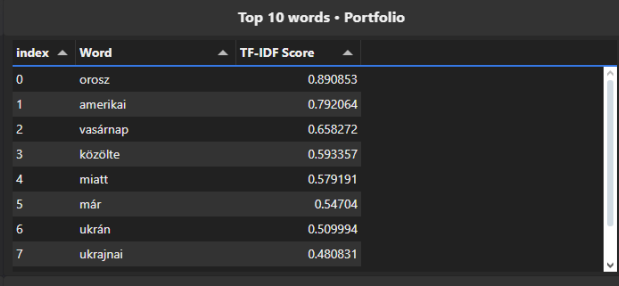 Top 10 words • Portfolio
index Word TF-IDF Score
0 orosz 0.890853
1 amerikai 0.792064
2 vasárnap 0.658272
3 közölte 0.593357
4 miatt 0.579191
5 már 0.54704
6 ukrán 0.509994
7 ukrajnai 0.480831